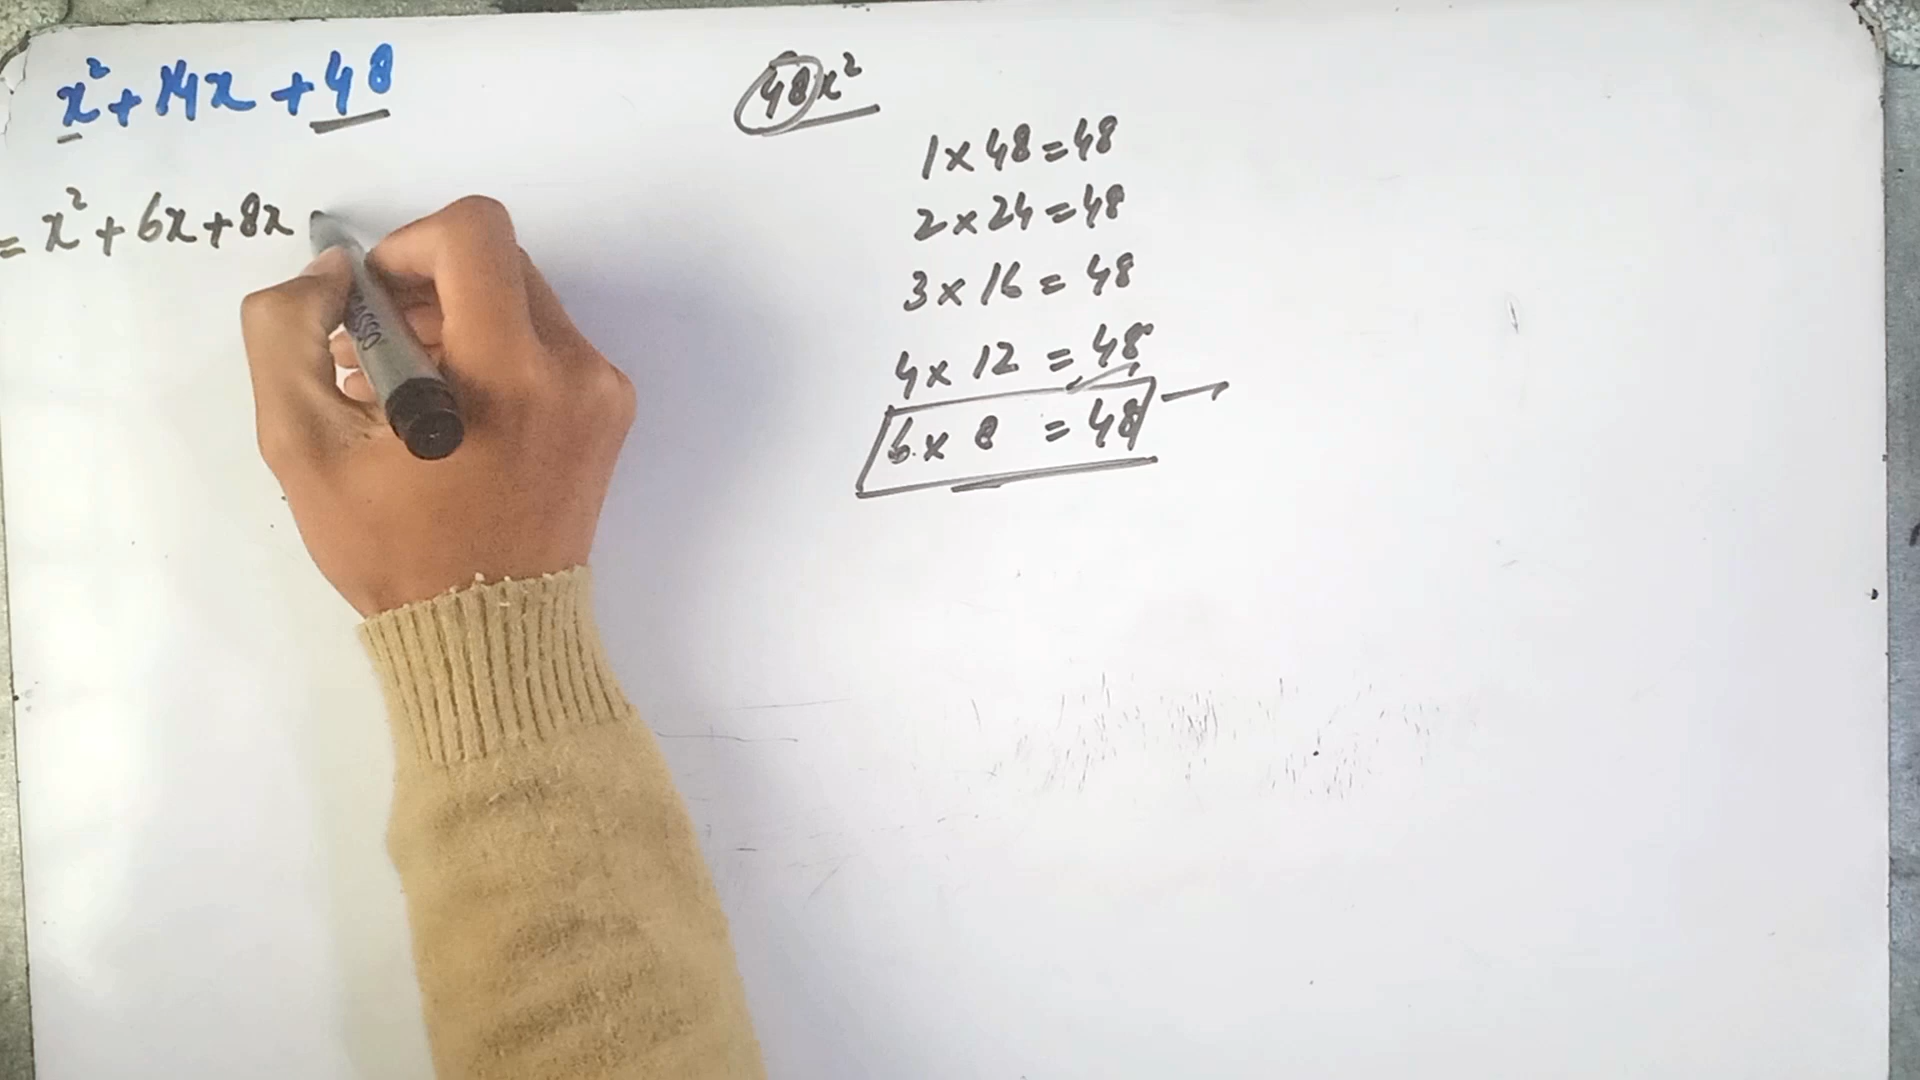 x² + 14x + 48
= x² + 6x + 8x
48x²
1 × 48 = 48
2 × 24 = 48
3 × 16 = 48
4 × 12 = 48
6 × 8 = 48